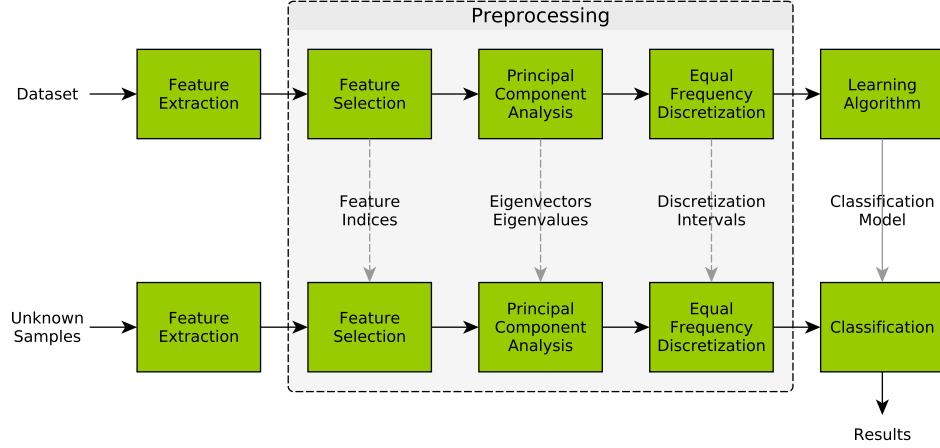 Preprocessing
Dataset
Feature
Extraction
Feature
Selection
Principal
Component
Analysis
Equal
Frequency
Discretization
Learning
Algorithm
Feature
Indices
Eigenvectors
Eigenvalues
Discretization
Intervals
Classification
Model
Unknown
Samples
Feature
Extraction
Feature
Selection
Principal
Component
Analysis
Equal
Frequency
Discretization
Classification
Results